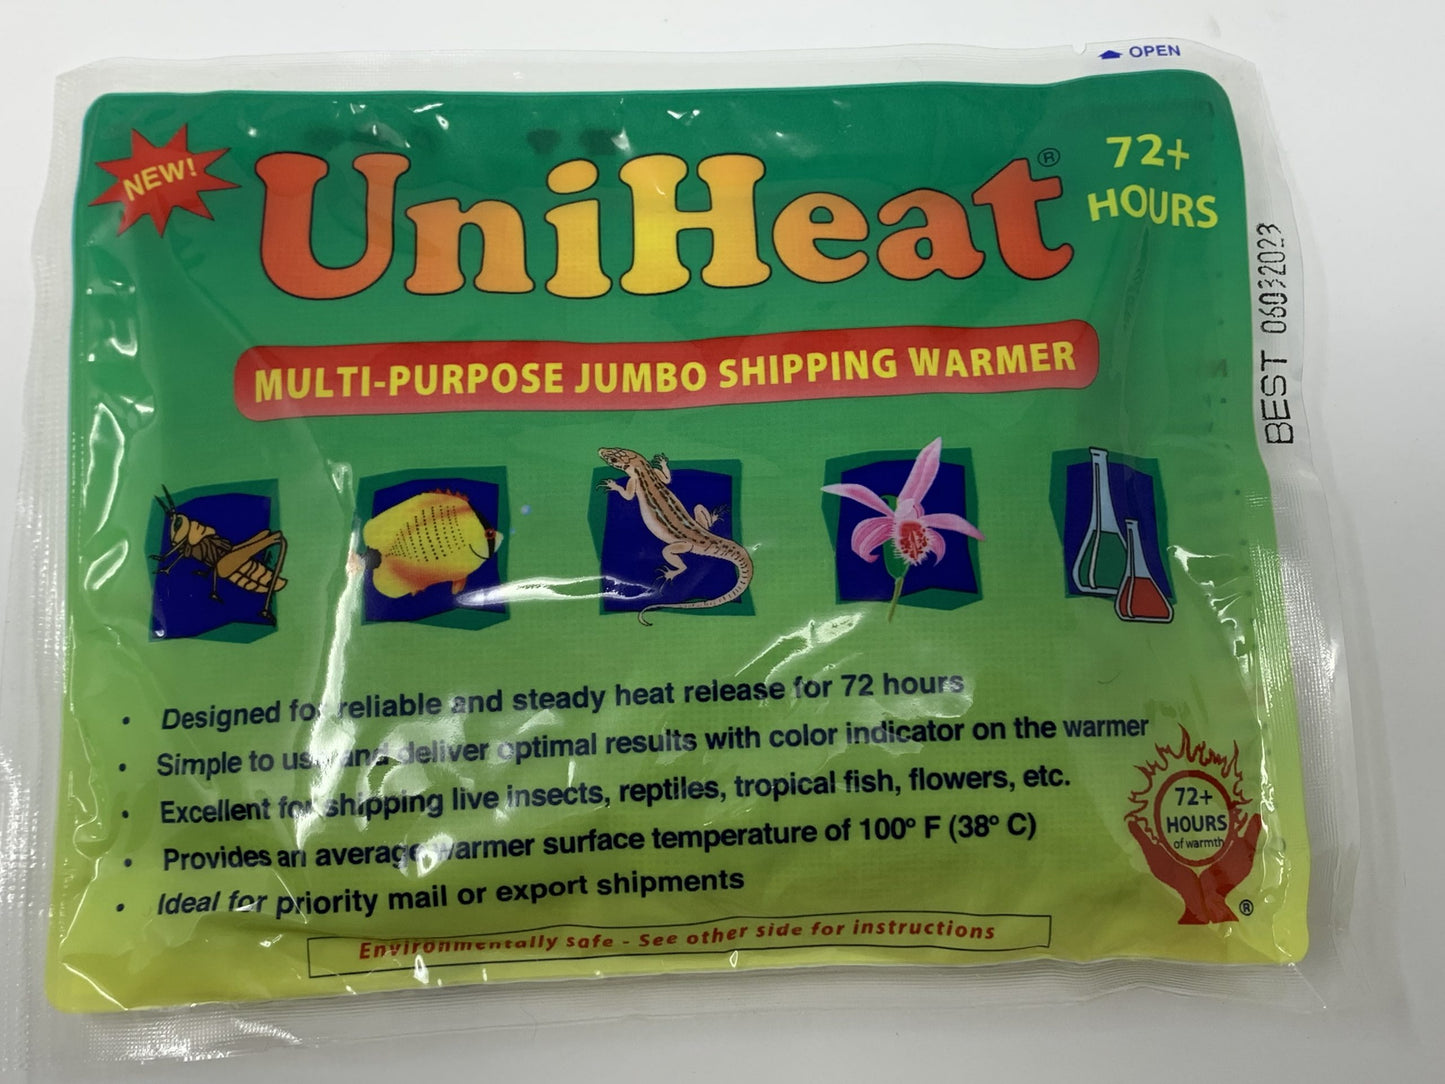 OPEN
NEW!
UniHeat®
72+
HOURS
BEST 06032023
MULTI-PURPOSE JUMBO SHIPPING WARMER
• Designed for reliable and steady heat release for 72 hours
• Simple to use and deliver optimal results with color indicator on the warmer
• Excellent for shipping live insects, reptiles, tropical fish, flowers, etc.
• Provides an average warmer surface temperature of 100° F (38° C)
• Ideal for priority mail or export shipments
72+
HOURS
of warmth
®
Environmentally safe - See other side for instructions